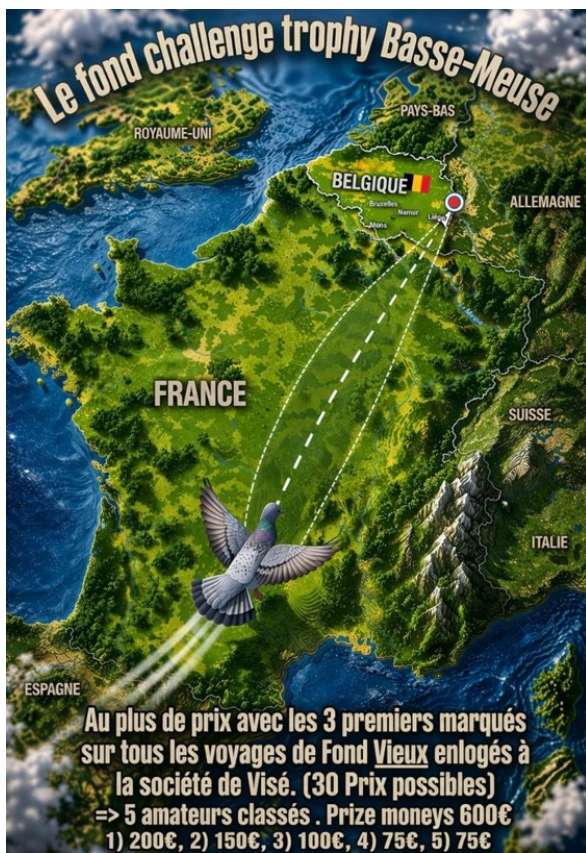 Le fond challenge trophy Basse-Meuse
PAYS-BAS
ROYAUME-UNI
BELGIQUE
ALLEMAGNE
Bruxelles
Namur
Liège
Mons
FRANCE
SUISSE
ITALIE
ESPAGNE
Au plus de prix avec les 3 premiers marqués
sur tous les voyages de Fond Vieux enlogés à
la société de Visé. (30 Prix possibles)
=> 5 amateurs classés . Prize moneys 600€
1) 200€, 2) 150€, 3) 100€, 4) 75€, 5) 75€